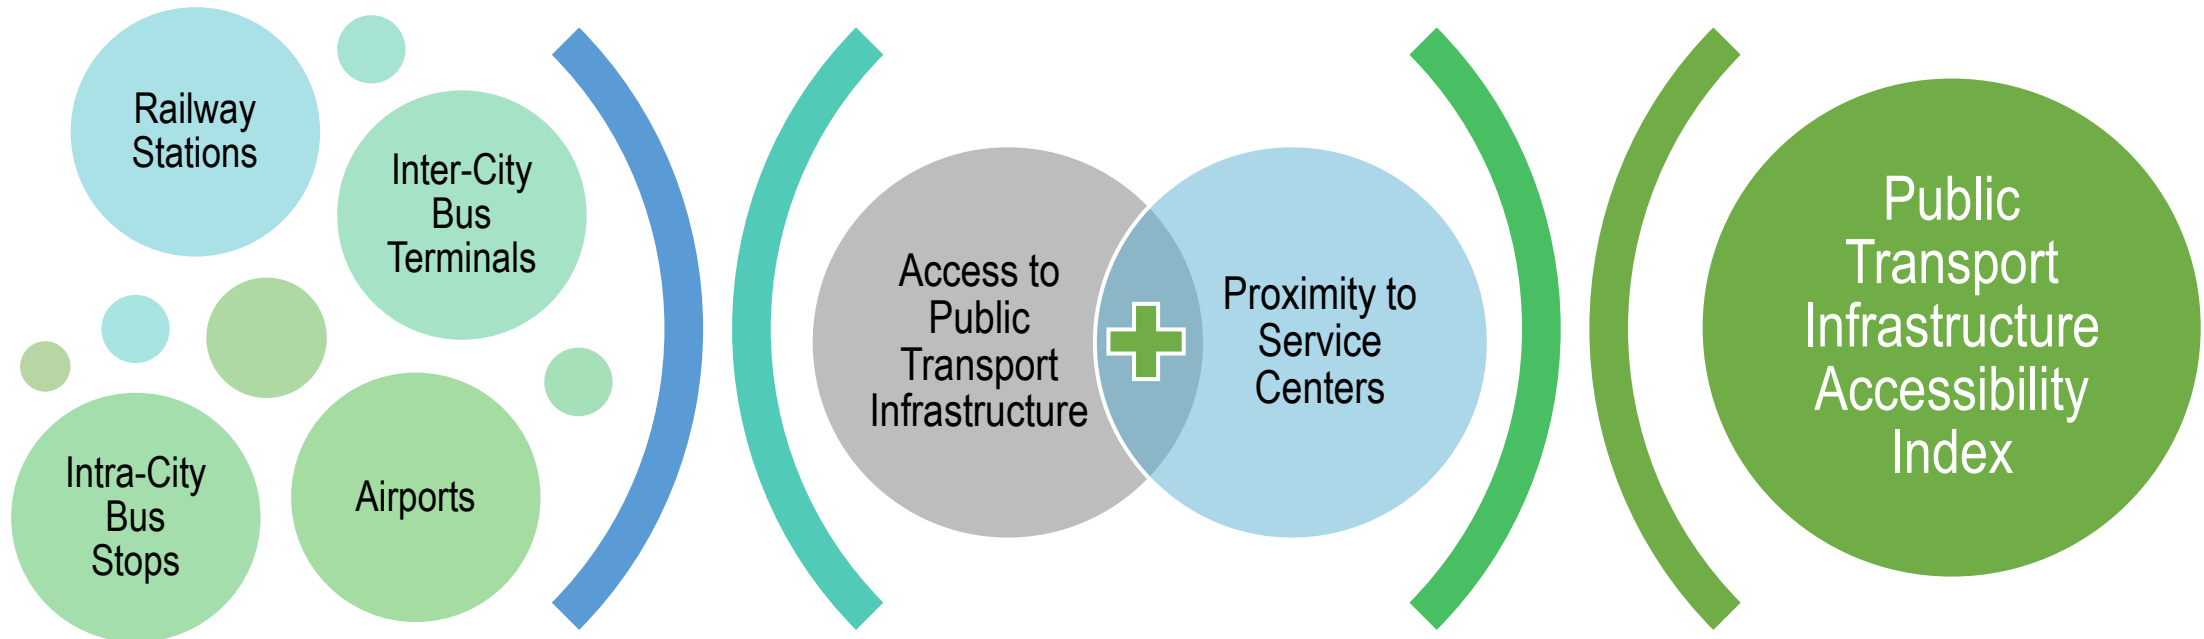 Railway
Stations
Inter-City
Bus
Terminals
Intra-City
Bus
Stops
Airports
Access to
Public
Transport
Infrastructure
Proximity to
Service
Centers
Public
Transport
Infrastructure
Accessibility
Index